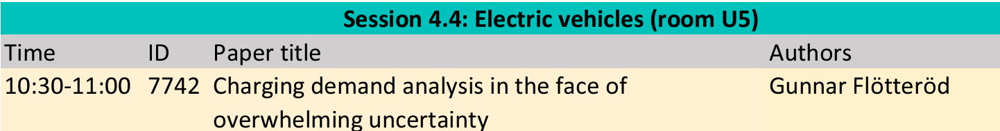 Session 4.4: Electric vehicles (room U5)
Time ID Paper title Authors
10:30-11:00 7742 Charging demand analysis in the face of Gunnar Flötteröd
overwhelming uncertainty